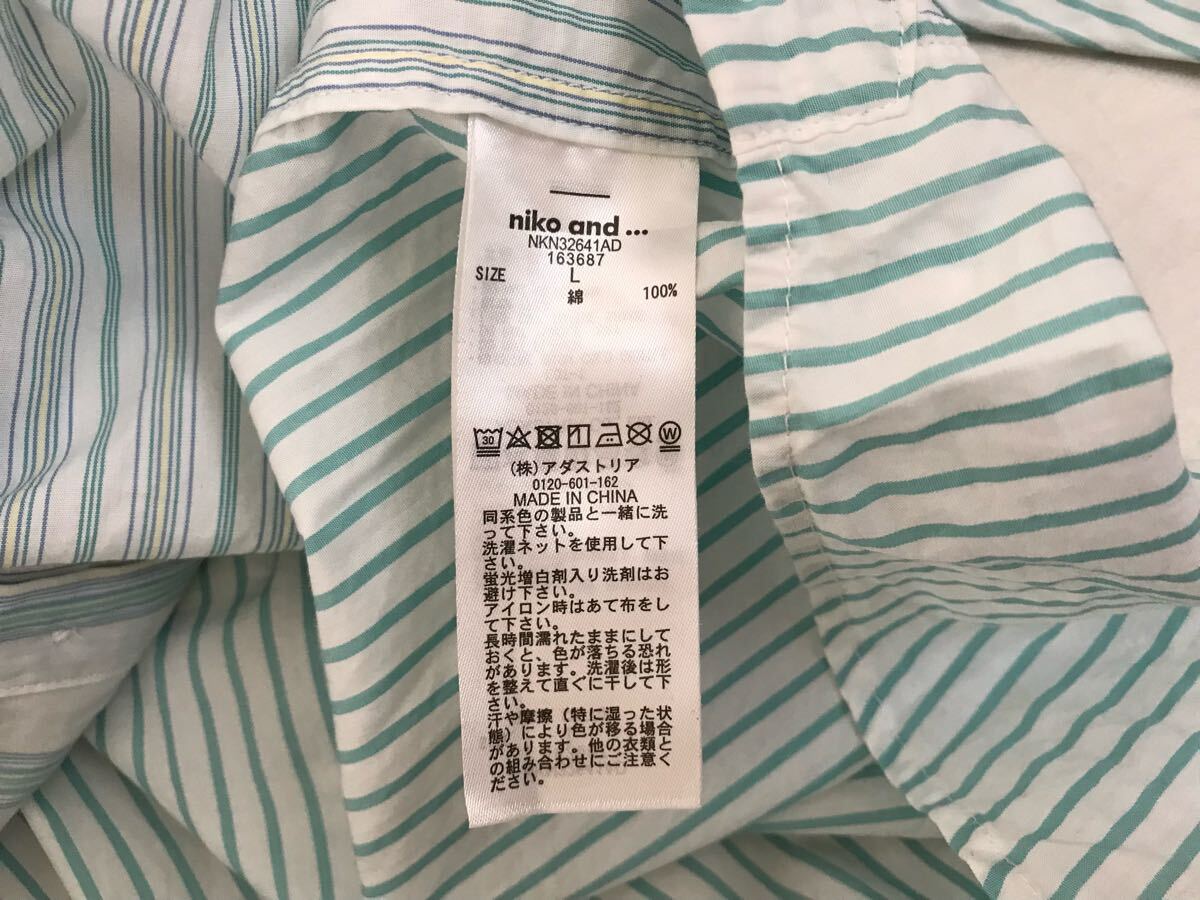 niko and ...
NKN32641AD
163687
SIZE L
綿 100%
30
W
(株)アダストリア
0120-601-162
MADE IN CHINA
同系色の製品と一緒に洗
って下さい。
洗濯ネットを使用して下
さい。
蛍光増白剤入り洗剤はお
避け下さい。
アイロン時はあて布をし
て下さい。
長時間濡れたままにして
おくと、色が落ちる恐れ
があります。洗濯後は形
を整えて直ぐに干して下
さい。
汗や摩擦(特に湿った状
態)により色が移る場合
があります。他の衣類と
の組み合わせにご注意く
ださい。